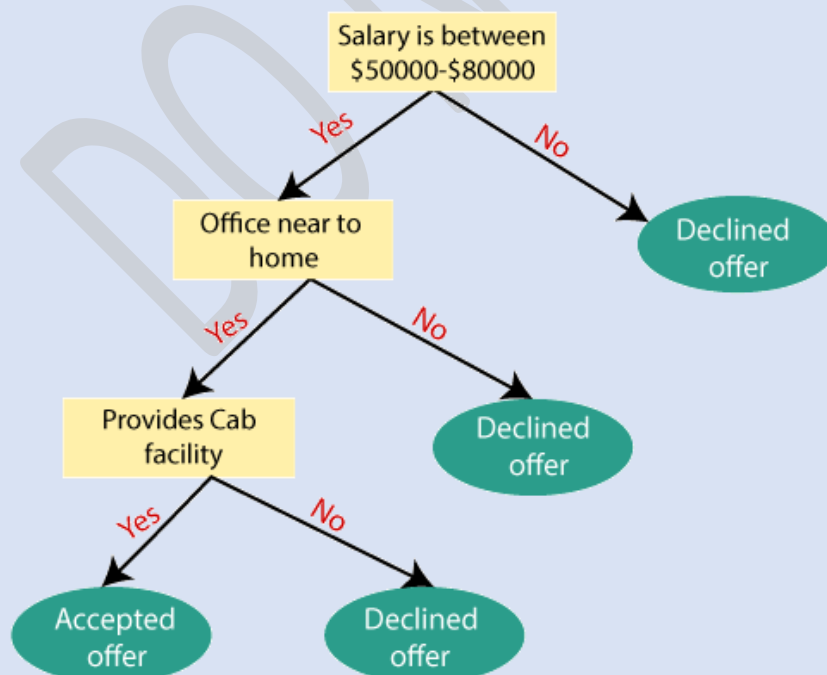 Salary is between
$50000-$80000
Yes
No
Office near to
home
Declined
offer
Yes
No
Provides Cab
facility
Declined
offer
Yes
No
Accepted
offer
Declined
offer